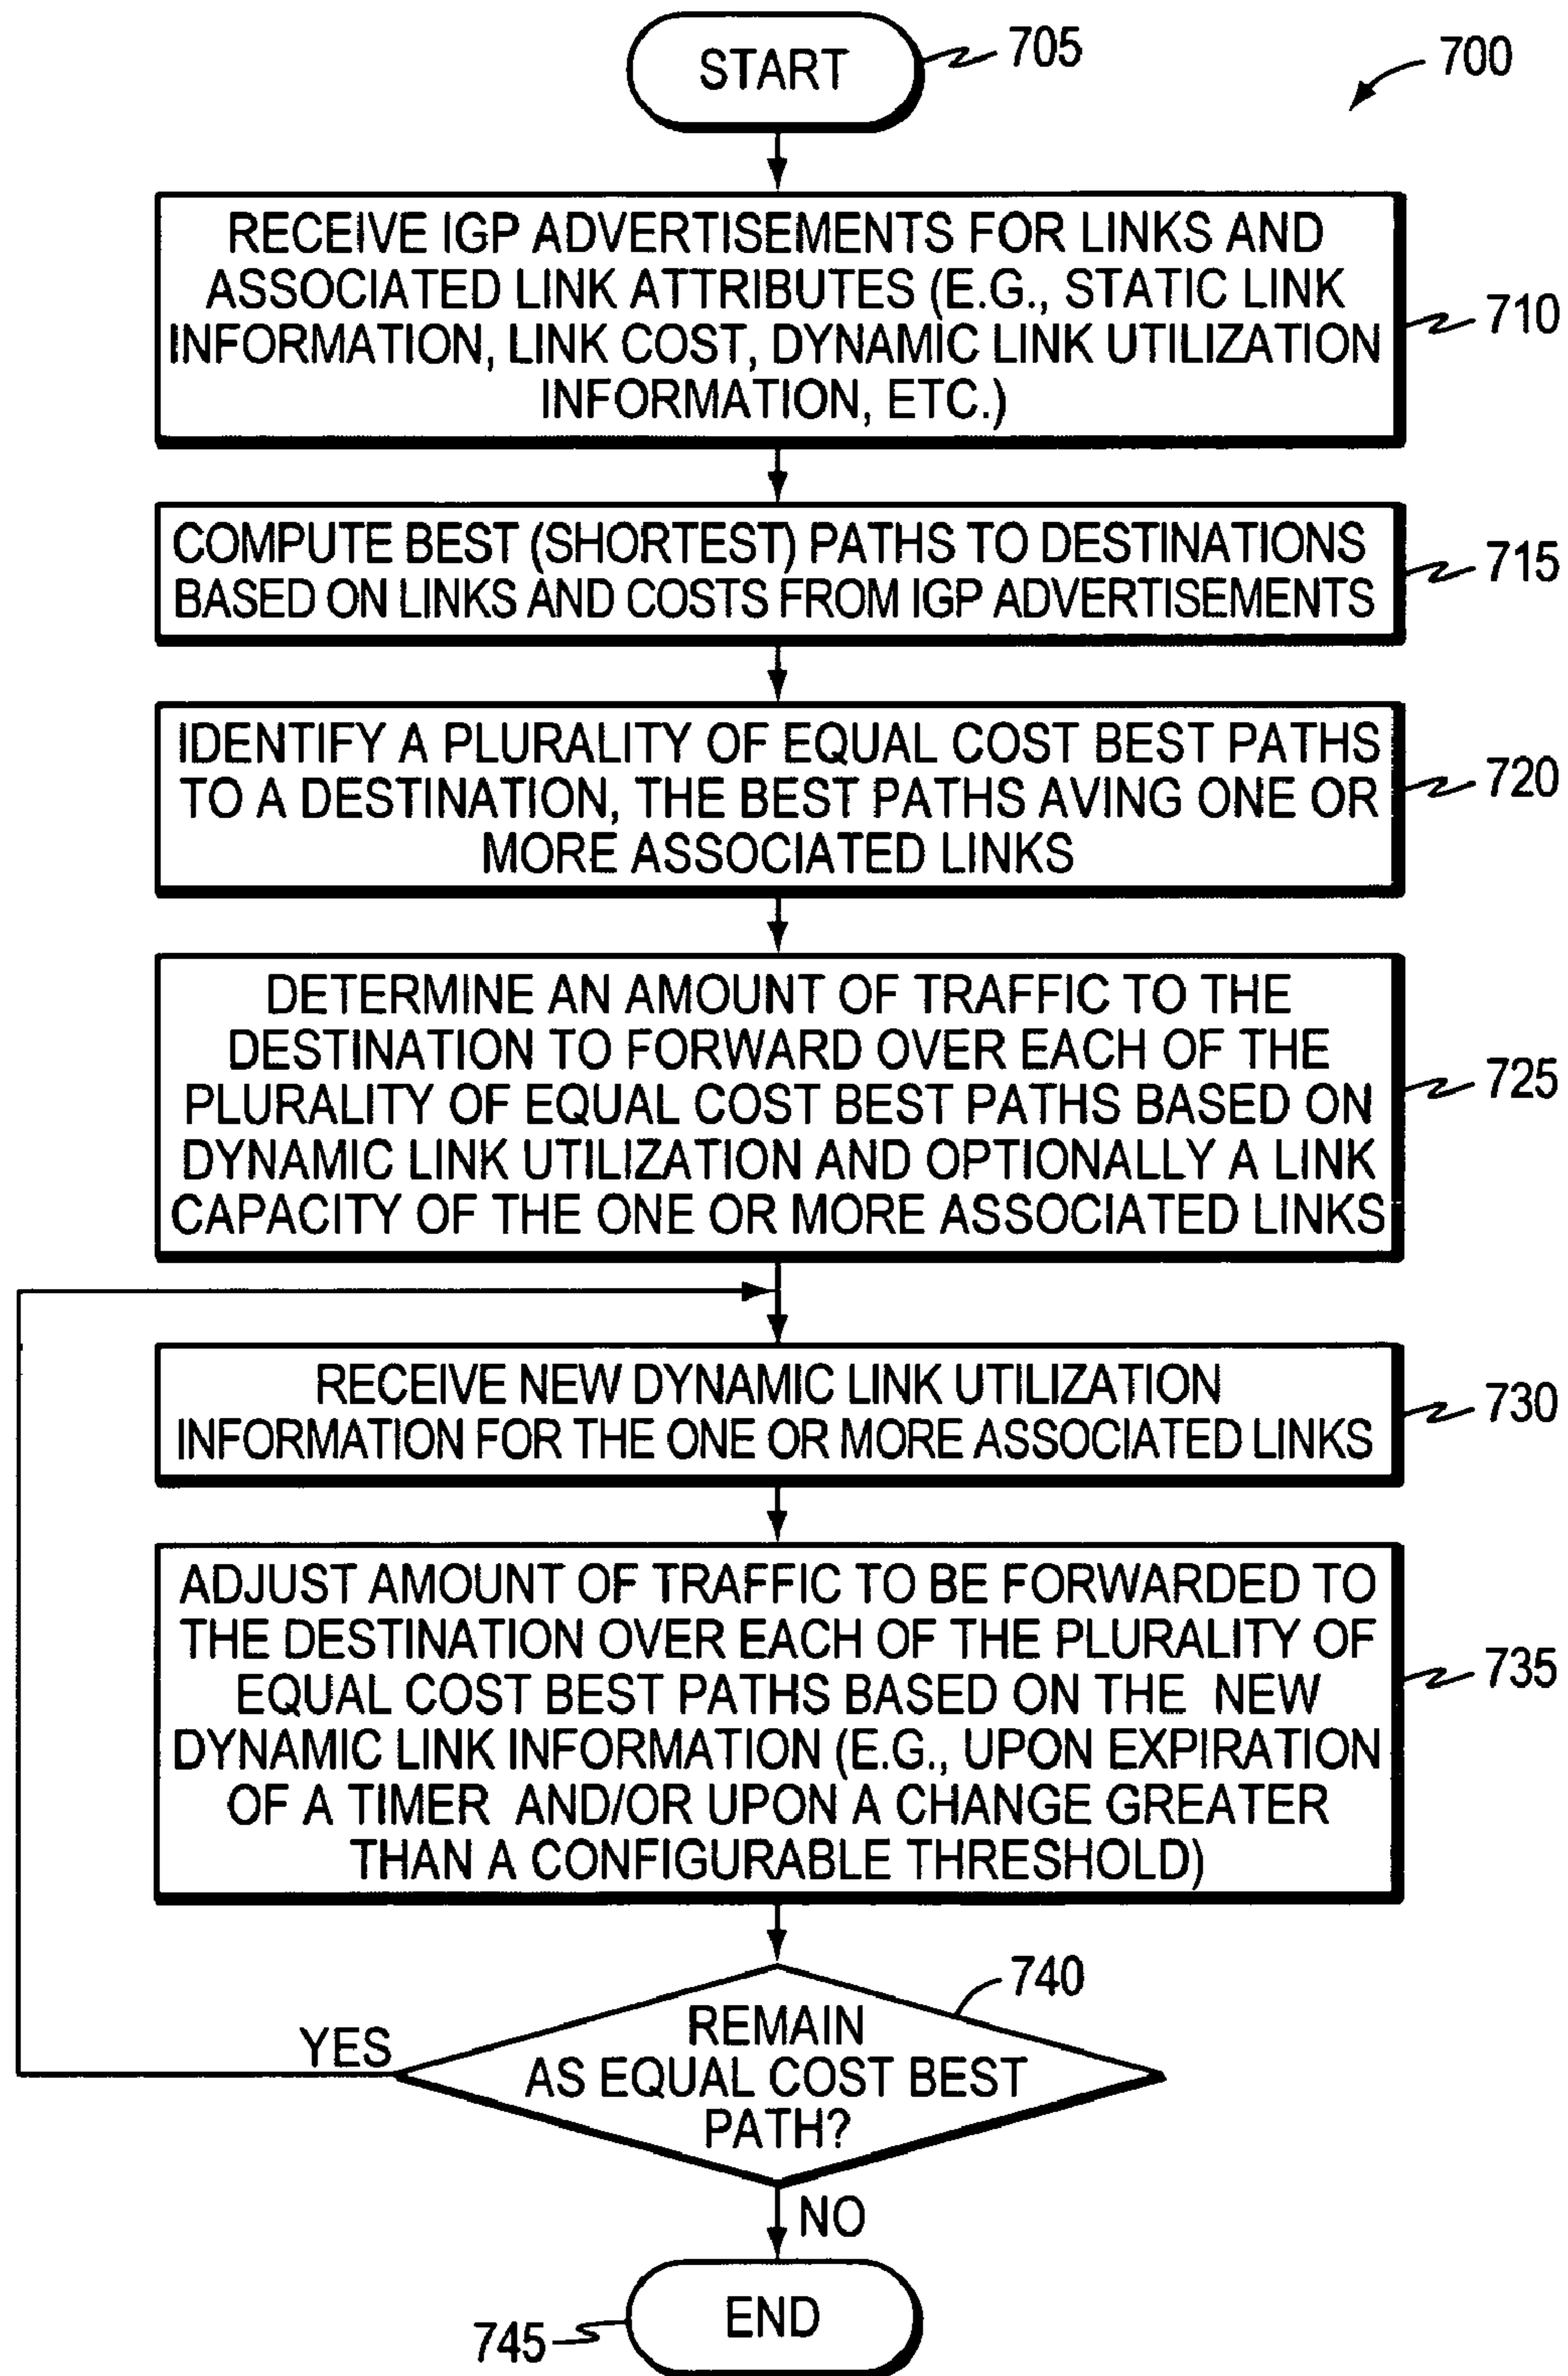 START
705
700
RECEIVE IGP ADVERTISEMENTS FOR LINKS AND
ASSOCIATED LINK ATTRIBUTES (E.G., STATIC LINK
INFORMATION, LINK COST, DYNAMIC LINK UTILIZATION
INFORMATION, ETC.)
710
COMPUTE BEST (SHORTEST) PATHS TO DESTINATIONS
BASED ON LINKS AND COSTS FROM IGP ADVERTISEMENTS
715
IDENTIFY A PLURALITY OF EQUAL COST BEST PATHS
TO A DESTINATION, THE BEST PATHS AVING ONE OR
MORE ASSOCIATED LINKS
720
DETERMINE AN AMOUNT OF TRAFFIC TO THE
DESTINATION TO FORWARD OVER EACH OF THE
PLURALITY OF EQUAL COST BEST PATHS BASED ON
DYNAMIC LINK UTILIZATION AND OPTIONALLY A LINK
CAPACITY OF THE ONE OR MORE ASSOCIATED LINKS
725
RECEIVE NEW DYNAMIC LINK UTILIZATION
INFORMATION FOR THE ONE OR MORE ASSOCIATED LINKS
730
ADJUST AMOUNT OF TRAFFIC TO BE FORWARDED TO
THE DESTINATION OVER EACH OF THE PLURALITY OF
EQUAL COST BEST PATHS BASED ON THE NEW
DYNAMIC LINK INFORMATION (E.G., UPON EXPIRATION
OF A TIMER AND/OR UPON A CHANGE GREATER
THAN A CONFIGURABLE THRESHOLD)
735
740
REMAIN
AS EQUAL COST BEST
PATH?
YES
NO
END
745